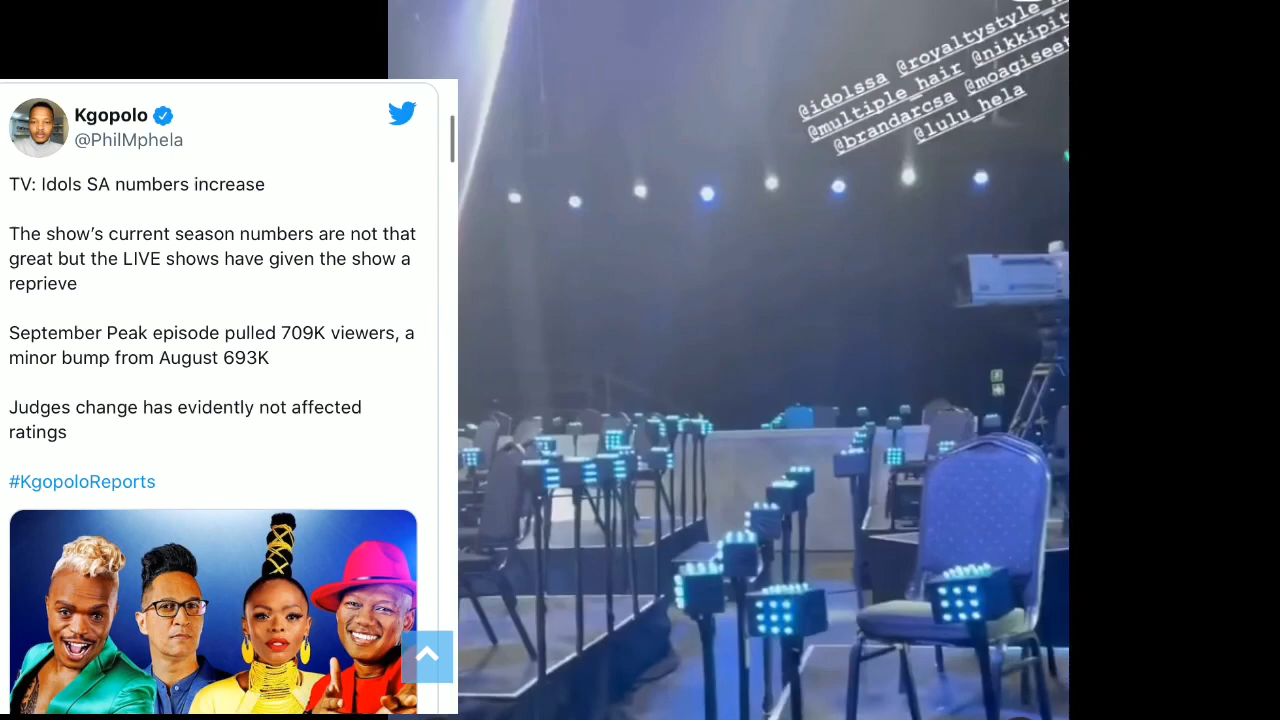 Kgopolo
@PhilMphela
TV: Idols SA numbers increase
The show’s current season numbers are not that
great but the LIVE shows have given the show a
reprieve
September Peak episode pulled 709K viewers, a
minor bump from August 693K
Judges change has evidently not affected
ratings
#KgopoloReports
@idolssa @royaltystyle_
@multiple_hair @nikkipit
@brandarcsa @moagiseet
@lulu_hela